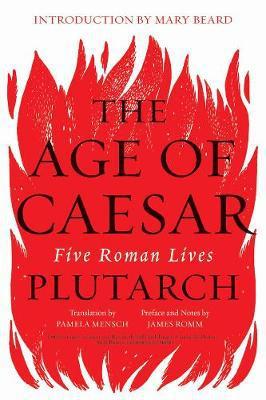 INTRODUCTION BY MARY BEARD
THE
AGE OF
CAESAR
Five Roman Lives
PLUTARCH
Translation by Preface and Notes by
PAMELA MENSCH JAMES ROMM